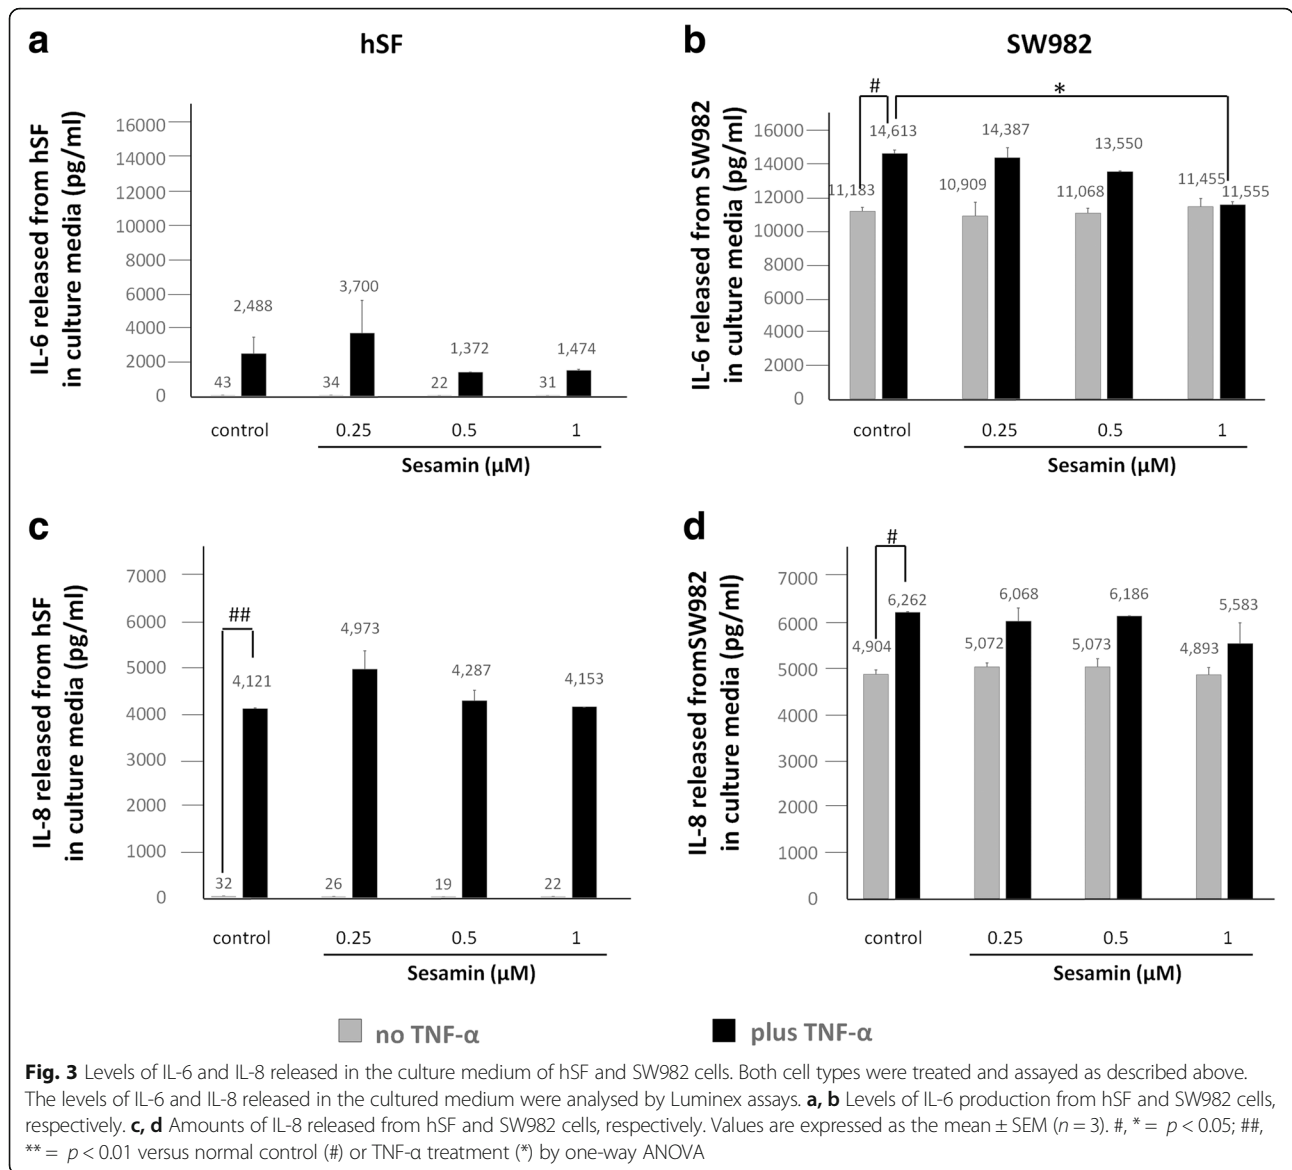 a
hSF
IL-6 released from hSF
in culture media (pg/ml)
16000
14000
12000
10000
8000
6000
4000
2000
0
43
2,488
34
3,700
22
1,372
31
1,474
control
0.25
0.5
1
Sesamin (µM)
b
SW982
IL-6 released from SW982
in culture media (pg/ml)
16000
14000
12000
10000
8000
6000
4000
2000
0
#
*
11,183
14,613
10,909
14,387
11,068
13,550
11,455
11,555
control
0.25
0.5
1
Sesamin (µM)
c
IL-8 released from hSF
in culture media (pg/ml)
7000
6000
5000
4000
3000
2000
1000
0
##
32
4,121
26
4,973
19
4,287
22
4,153
control
0.25
0.5
1
Sesamin (µM)
d
IL-8 released fromSW982
in culture media (pg/ml)
7000
6000
5000
4000
3000
2000
1000
0
#
4,904
6,262
5,072
6,068
5,073
6,186
4,893
5,583
control
0.25
0.5
1
Sesamin (µM)
no TNF-α
plus TNF-α
Fig. 3 Levels of IL-6 and IL-8 released in the culture medium of hSF and SW982 cells. Both cell types were treated and assayed as described above.
The levels of IL-6 and IL-8 released in the cultured medium were analysed by Luminex assays. a, b Levels of IL-6 production from hSF and SW982 cells,
respectively. c, d Amounts of IL-8 released from hSF and SW982 cells, respectively. Values are expressed as the mean ± SEM (n = 3). #, * = p < 0.05; ##,
** = p < 0.01 versus normal control (#) or TNF-α treatment (*) by one-way ANOVA